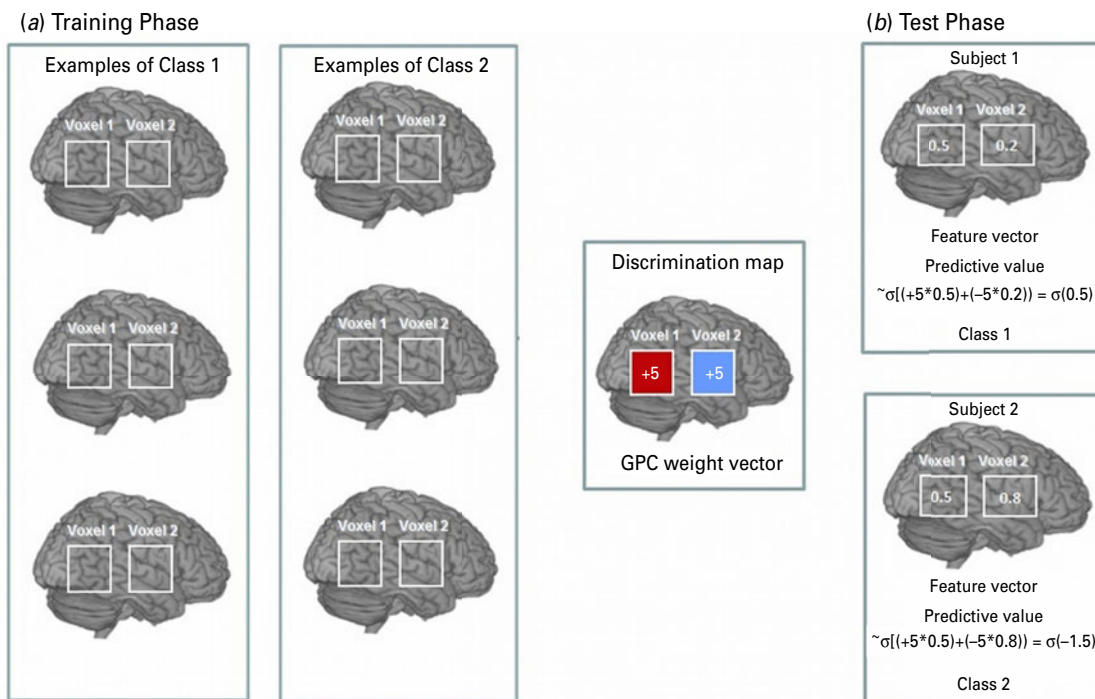 (a) Training Phase
Examples of Class 1
Voxel 1 Voxel 2
Voxel 1 Voxel 2
Voxel 1 Voxel 2
Examples of Class 2
Voxel 1 Voxel 2
Voxel 1 Voxel 2
Voxel 1 Voxel 2
Discrimination map
Voxel 1 Voxel 2
+5 +5
GPC weight vector
(b) Test Phase
Subject 1
Voxel 1 Voxel 2
0.5 0.2
Feature vector
Predictive value
~σ[(+5*0.5)+(–5*0.2)) = σ(0.5)
Class 1
Subject 2
Voxel 1 Voxel 2
0.5 0.8
Feature vector
Predictive value
~σ[(+5*0.5)+(–5*0.8)) = σ(–1.5)
Class 2